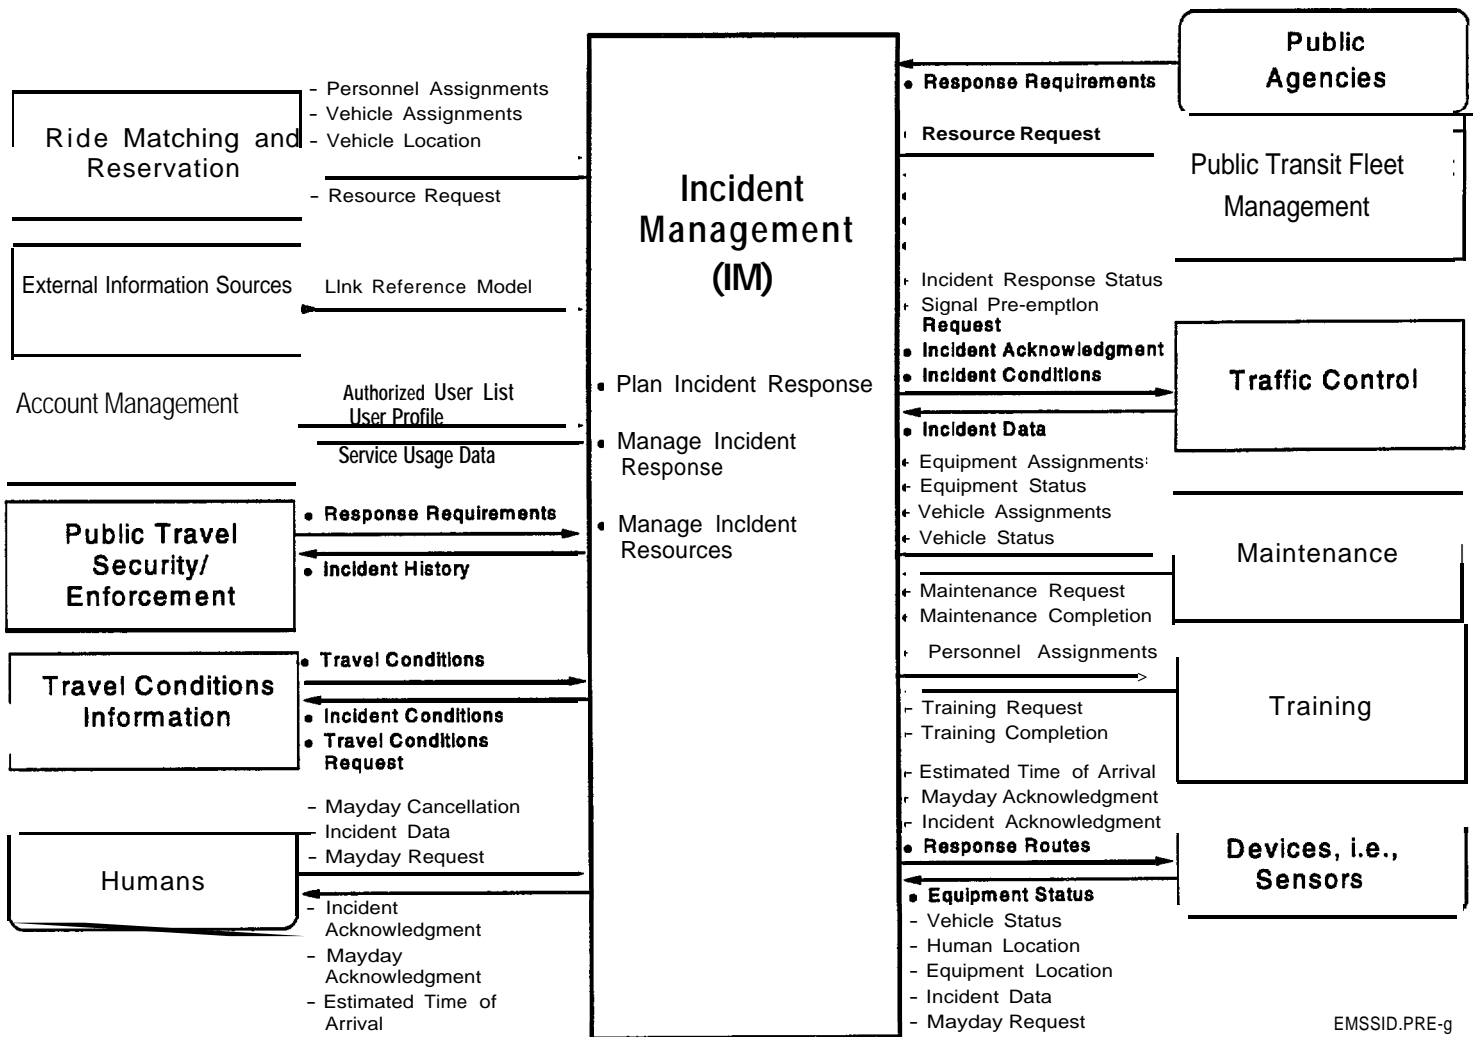 Ride Matching and
Reservation
- Personnel Assignments
- Vehicle Assignments
- Vehicle Location
- Resource Request
External Information Sources
LInk Reference Model
Account Management
Authorized User List
User Profile
Service Usage Data
Public Travel
Security/
Enforcement
• Response Requirements
• Incident History
Travel Conditions
Information
• Travel Conditions
• Incident Conditions
• Travel Conditions
Request
Humans
- Mayday Cancellation
- Incident Data
- Mayday Request
- Incident
Acknowledgment
- Mayday
Acknowledgment
- Estimated Time of
Arrival
Incident
Management
(IM)
• Plan Incident Response
• Manage Incident
Response
• Manage Incldent
Resources
Public
Agencies
• Response Requirements
Resource Request
Public Transit Fleet
Management
Incident Response Status
Signal Pre-emptIon
Request
• Incident Acknowledgment
• Incident Conditions
Traffic Control
• Incident Data
Equipment Assignments
Equipment Status
Vehicle Assignments
Vehicle Status
Maintenance
Maintenance Request
Maintenance Completion
Personnel Assignments
Training
- Training Request
- Training Completion
- Estimated Time of Arrival
- Mayday Acknowledgment
- Incident Acknowledgment
• Response Routes
Devices, i.e.,
Sensors
• Equipment Status
- Vehicle Status
- Human Location
- Equipment Location
- Incident Data
- Mayday Request
EMSSID.PRE-g